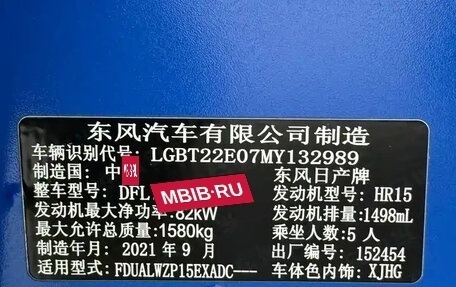 东风汽车有限公司制造
车辆识别代号: LGBT22E07MY132989
制造国: 中 东风日产牌
整车型号: DFL MBIB·RU 发动机型号: HR15
发动机最大净功率:82kW 发动机排量:1498mL
最大允许总质量:1580kg 乘坐人数:5 人
制造年月:2021 年 9 月 出厂编号: 152454
适用型式: FDUALWZP15EXADC--- 车体色内饰: XJHG